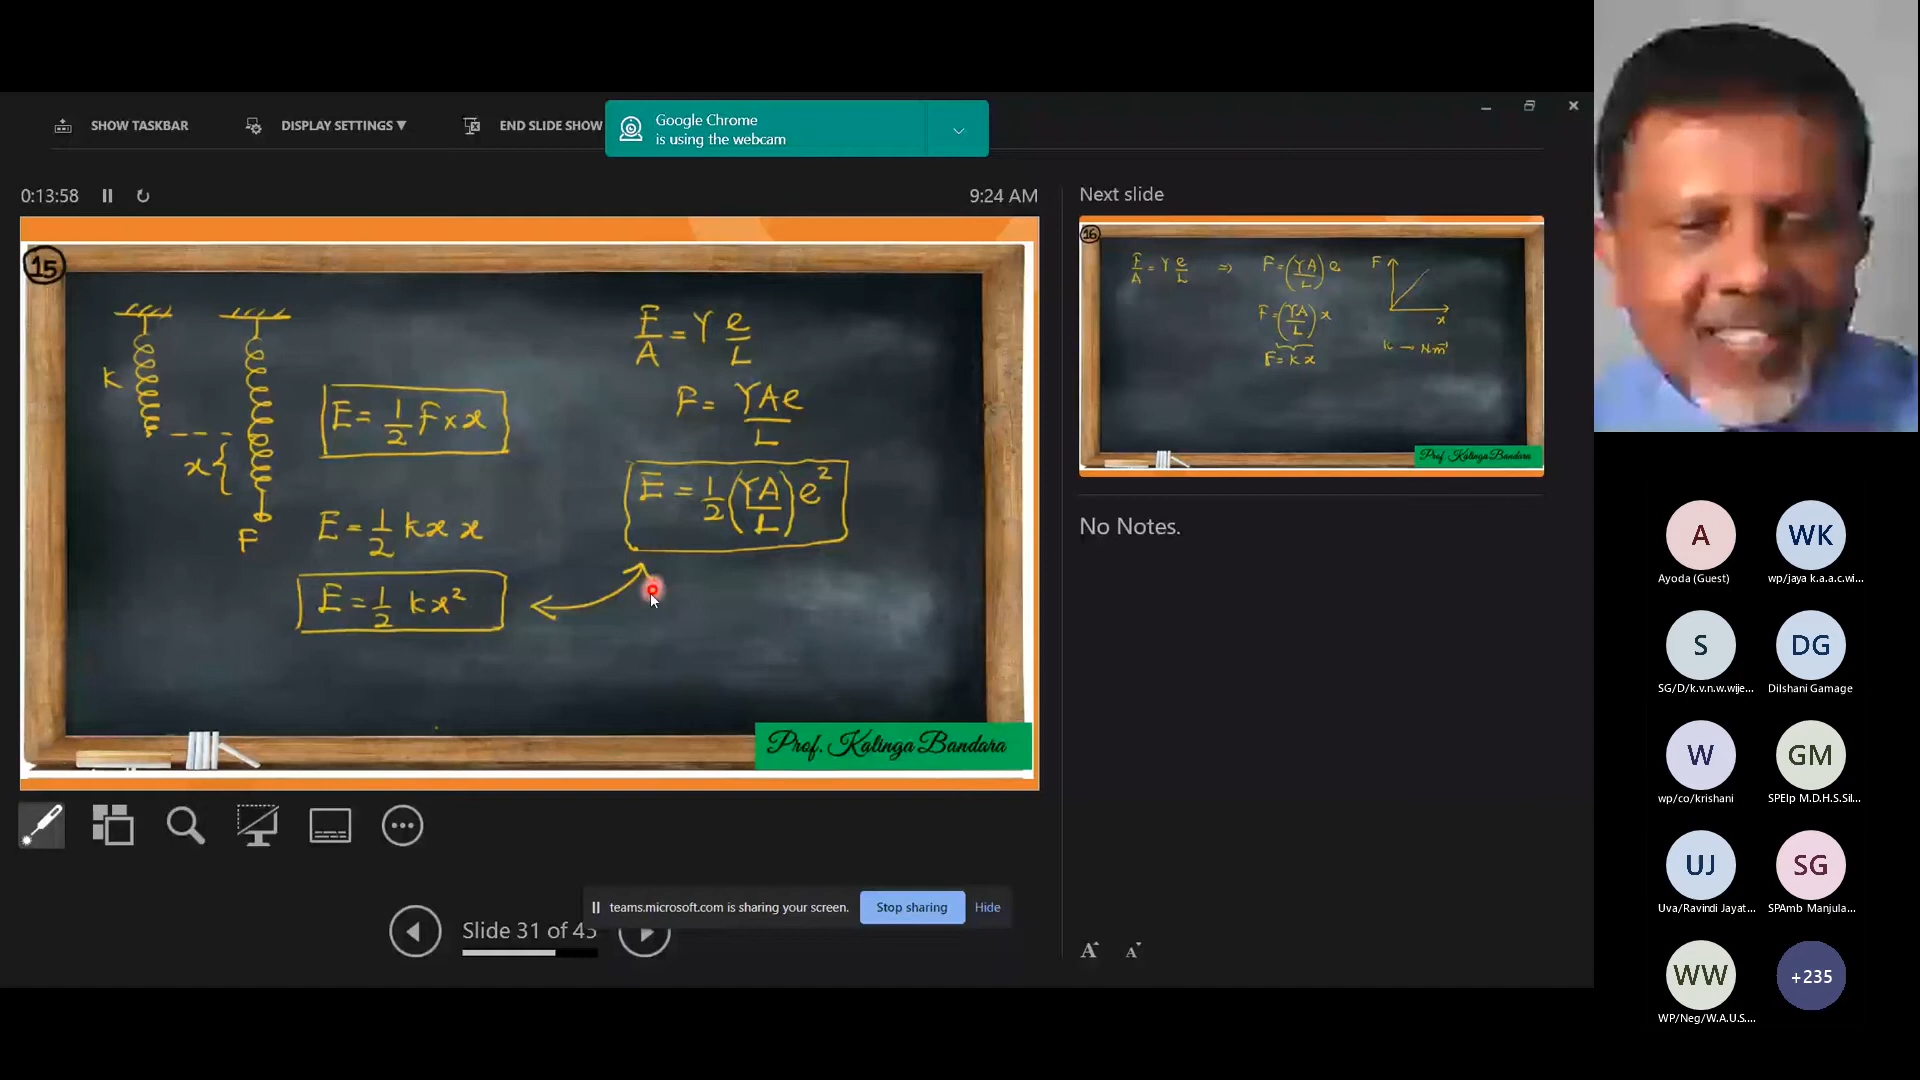 SHOW TASKBAR
DISPLAY SETTINGS ▼
END SLIDE SHOW
Google Chrome
is using the webcam
0:13:58
9:24 AM
15
K
x
F
E = 1/2 F × x
E = 1/2 kx x
E = 1/2 kx²
F/A = Y e/L
F = YAe/L
E = 1/2 (YA/L) e²
Prof. Kalinga Bandara
Next slide
16
F/A = Y e/L ⇒ F = (YA/L) e
F = (YA/L) x
F = kx
F
x
k → Nm⁻¹
Prof. Kalinga Bandara
No Notes.
teams.microsoft.com is sharing your screen.
Stop sharing
Hide
Slide 31 of 45
A
Ayoda (Guest)
WK
wp/jaya k.a.a.c.wi...
S
SG/D/k.v.n.w.wije...
DG
Dilshani Gamage
W
wp/co/krishani
GM
SPElp M.D.H.S.Sil...
UJ
Uva/Ravindi Jayat...
SG
SPAmb Manjula...
WW
WP/Neg/W.A.U.S....
+235